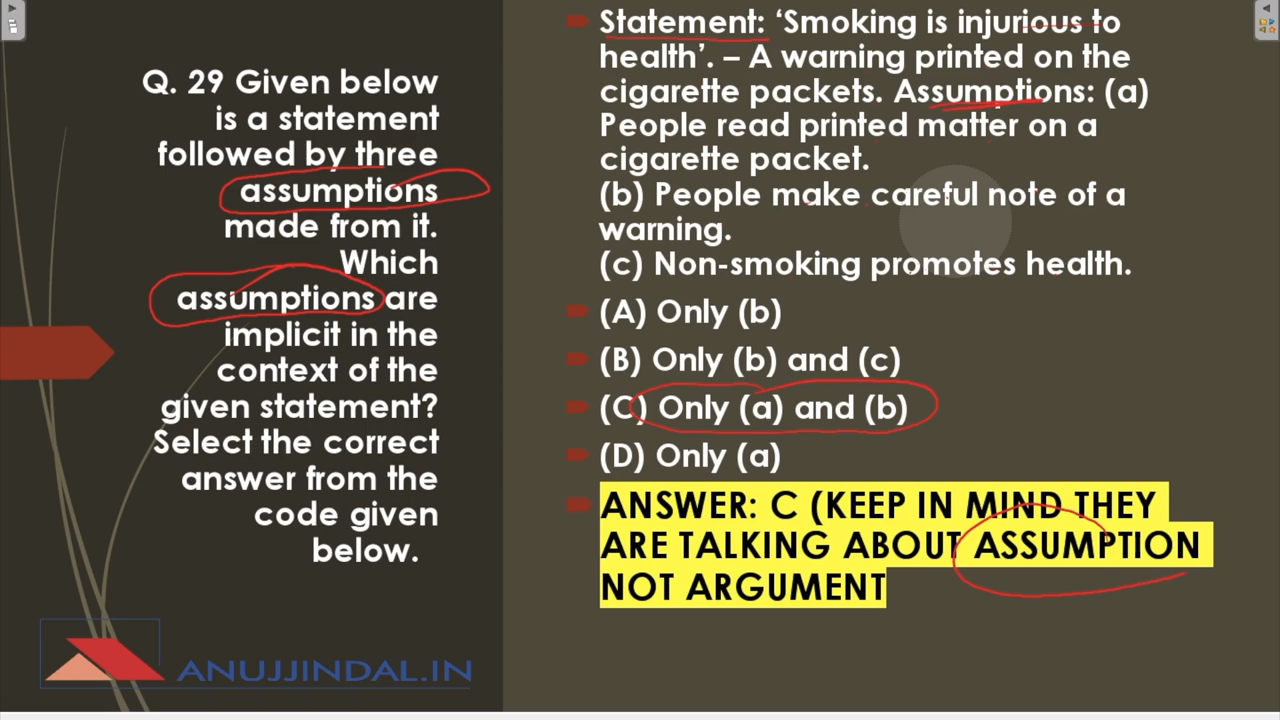 Q. 29 Given below
is a statement
followed by three
assumptions
made from it.
Which
assumptions are
implicit in the
context of the
given statement?
Select the correct
answer from the
code given
below.
Statement: ‘Smoking is injurious to
health’. – A warning printed on the
cigarette packets. Assumptions: (a)
People read printed matter on a
cigarette packet.
(b) People make careful note of a
warning.
(c) Non-smoking promotes health.
(A) Only (b)
(B) Only (b) and (c)
(C) Only (a) and (b)
(D) Only (a)
ANSWER: C (KEEP IN MIND THEY
ARE TALKING ABOUT ASSUMPTION
NOT ARGUMENT
ANUJJINDAL.IN